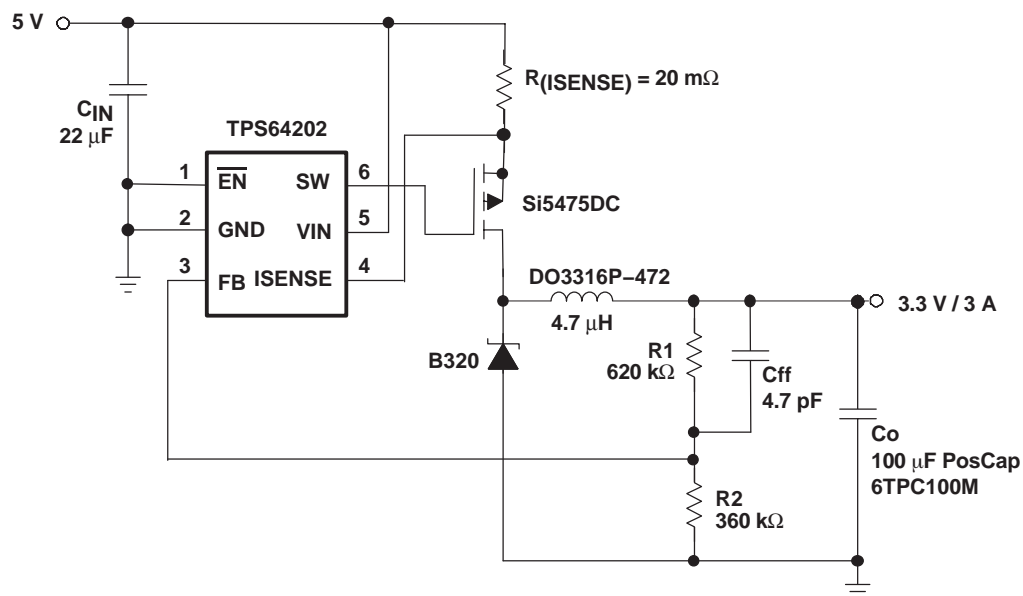 5 V
R(ISENSE) = 20 mΩ
CIN
22 μF
TPS64202
1
EN
SW
6
Si5475DC
2
GND
VIN
5
3
FB
ISENSE
4
DO3316P–472
4.7 μH
3.3 V / 3 A
B320
R1
620 kΩ
Cff
4.7 pF
Co
100 μF PosCap
6TPC100M
R2
360 kΩ